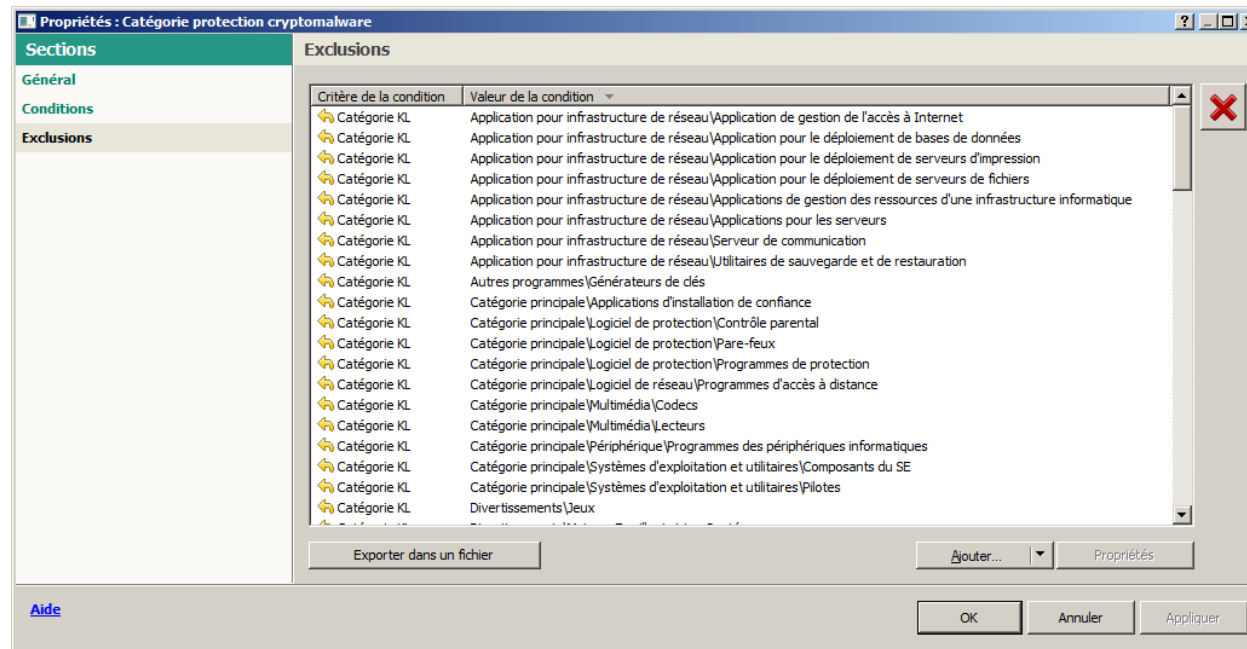 Propriétés : Catégorie protection cryptomalware
Sections
Exclusions
Général
Conditions
Exclusions
Critère de la condition Valeur de la condition
Catégorie KL Application pour infrastructure de réseau\Application de gestion de l'accès à Internet
Catégorie KL Application pour infrastructure de réseau\Application pour le déploiement de bases de données
Catégorie KL Application pour infrastructure de réseau\Application pour le déploiement de serveurs d'impression
Catégorie KL Application pour infrastructure de réseau\Application pour le déploiement de serveurs de fichiers
Catégorie KL Application pour infrastructure de réseau\Applications de gestion des ressources d'une infrastructure informatique
Catégorie KL Application pour infrastructure de réseau\Applications pour les serveurs
Catégorie KL Application pour infrastructure de réseau\Serveur de communication
Catégorie KL Application pour infrastructure de réseau\Utilitaires de sauvegarde et de restauration
Catégorie KL Autres programmes\Générateurs de clés
Catégorie KL Catégorie principale\Applications d'installation de confiance
Catégorie KL Catégorie principale\Logiciel de protection\Contrôle parental
Catégorie KL Catégorie principale\Logiciel de protection\Pare-feux
Catégorie KL Catégorie principale\Logiciel de protection\Programmes de protection
Catégorie KL Catégorie principale\Logiciel de réseau\Programmes d'accès à distance
Catégorie KL Catégorie principale\Multimédia\Codecs
Catégorie KL Catégorie principale\Multimédia\Lecteurs
Catégorie KL Catégorie principale\Périphérique\Programmes des périphériques informatiques
Catégorie KL Catégorie principale\Systèmes d'exploitation et utilitaires\Composants du SE
Catégorie KL Catégorie principale\Systèmes d'exploitation et utilitaires\Pilotes
Catégorie KL Divertissements\Jeux
Exporter dans un fichier
Ajouter...
Propriétés
Aide
OK
Annuler
Appliquer